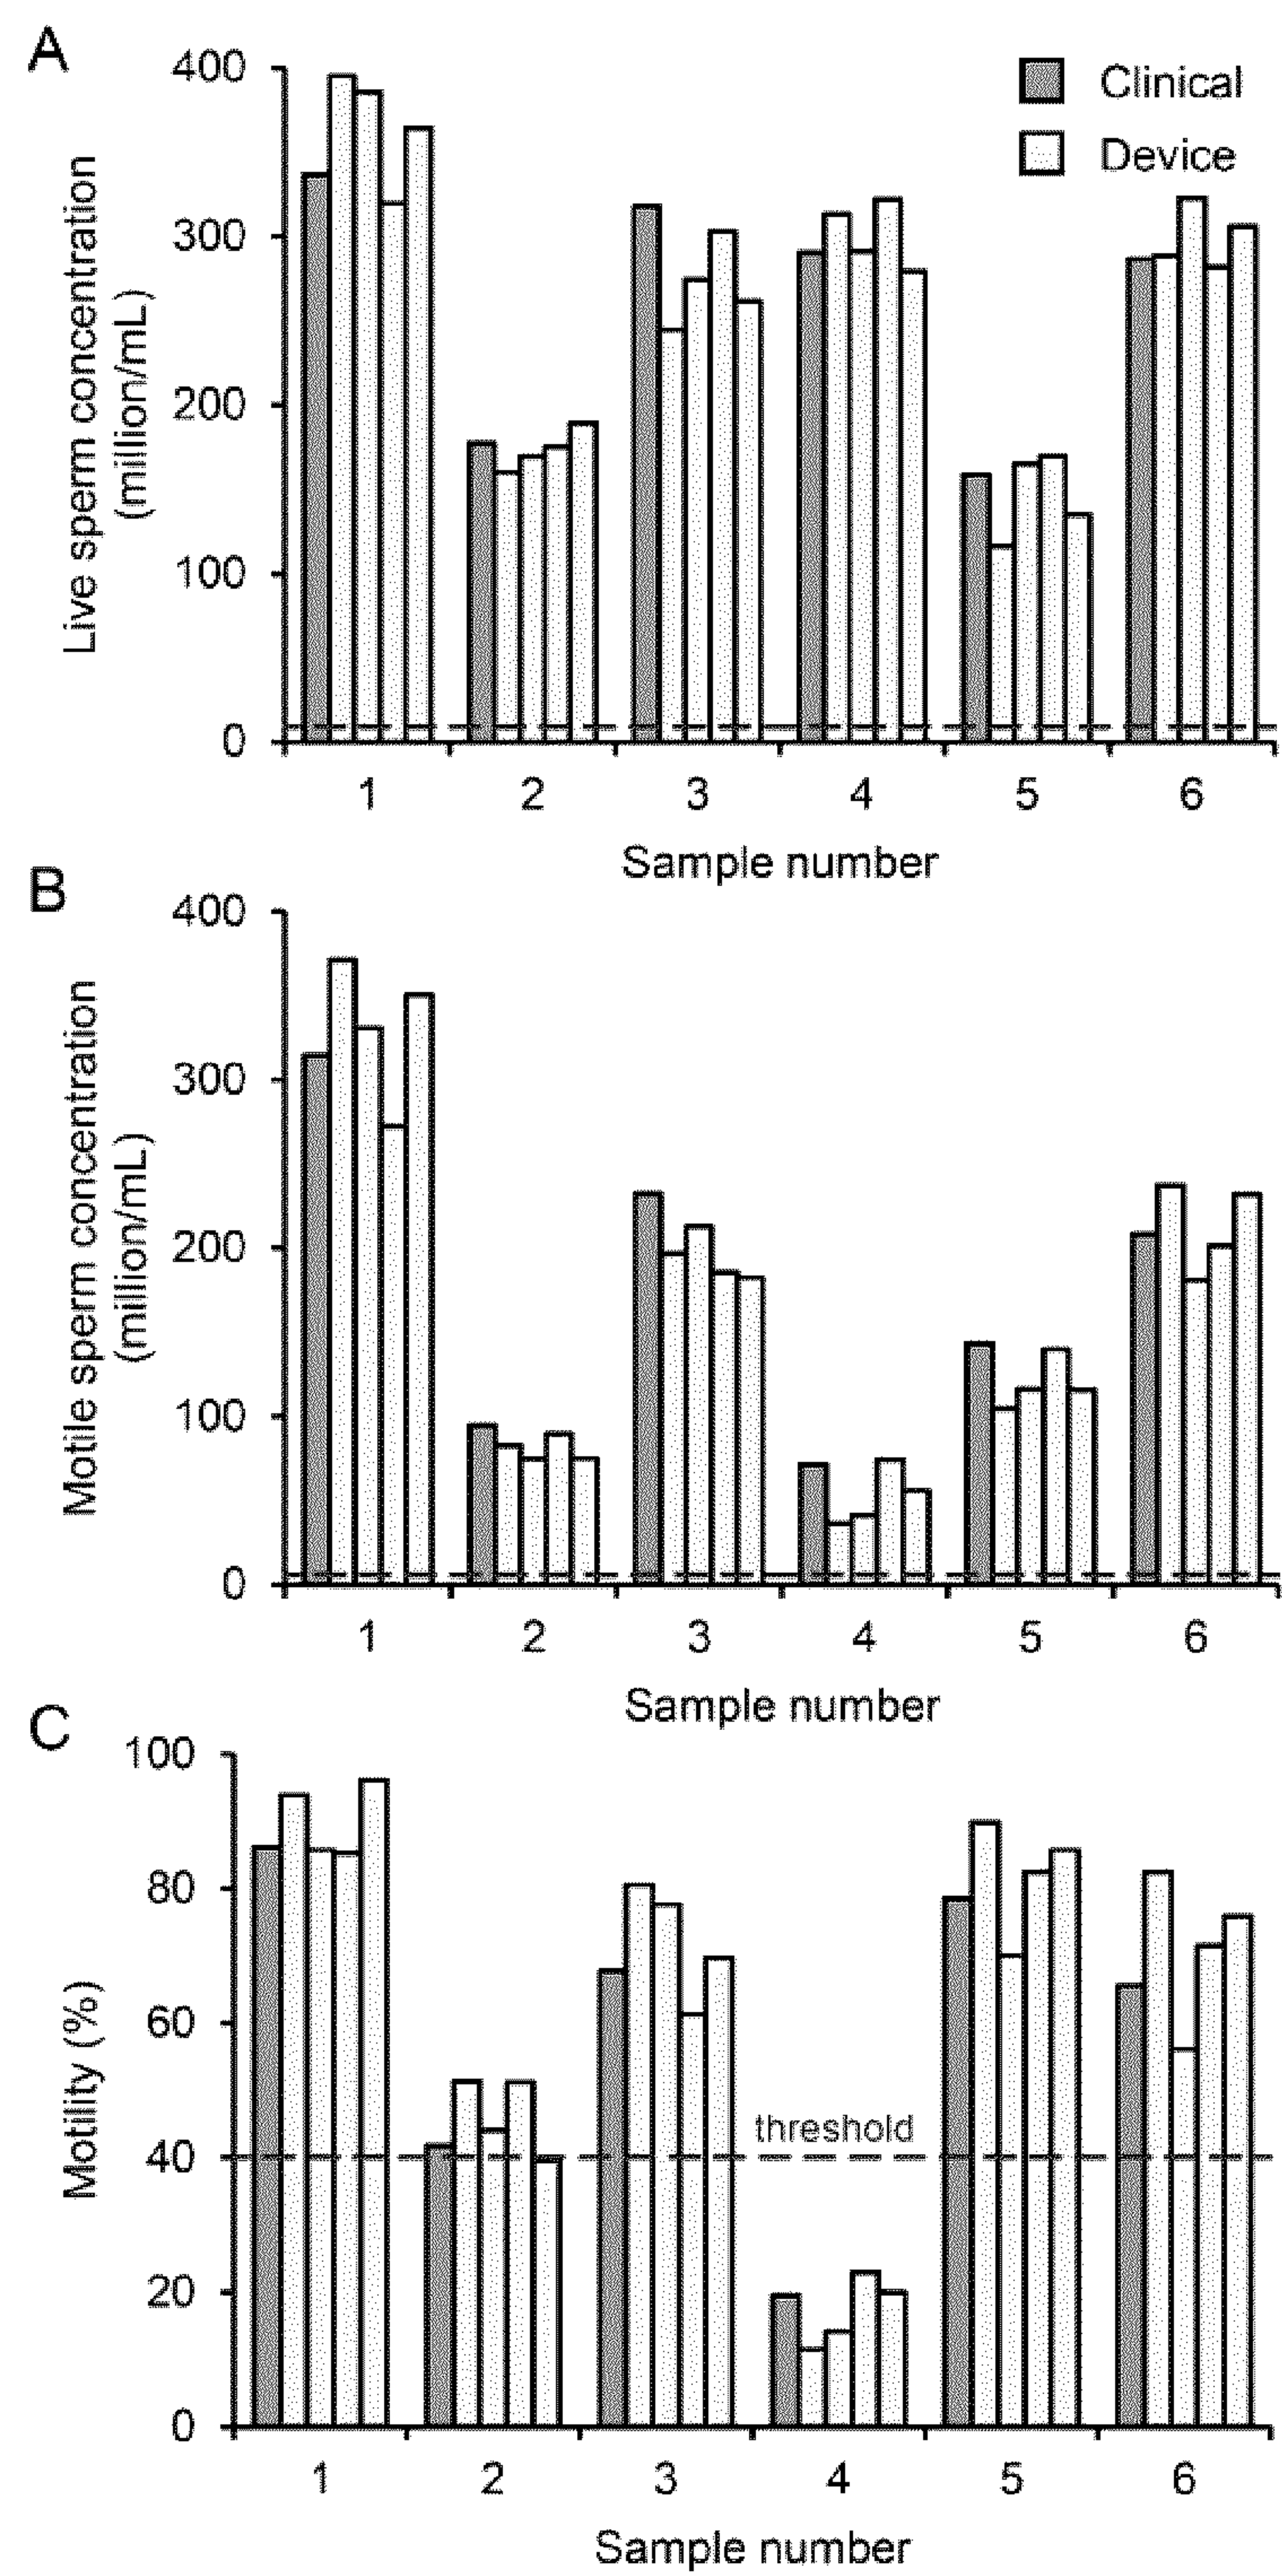 A
400
300
200
100
0
Live sperm concentration
(million/mL)
Clinical
Device
1 2 3 4 5 6
Sample number
B
400
300
200
100
0
Motile sperm concentration
(million/mL)
1 2 3 4 5 6
Sample number
C
100
80
60
40
20
0
Motility (%)
threshold
1 2 3 4 5 6
Sample number